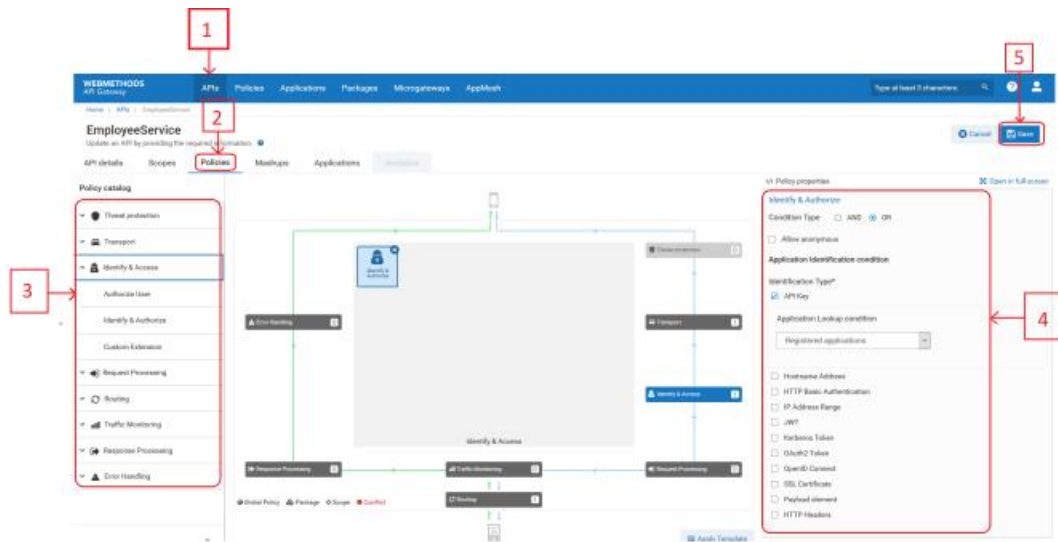 1
5
WEBMETHODS
API Gateway
APIs Policies Applications Packages Microgateways AppMesh
Type at least 3 characters.
Home APIs EmployeeService
2
EmployeeService
Update an API by providing the required information.
Cancel
Save
API details Scopes Policies Mashups Applications
Policy catalog
Threat protection
Transport
Identify & Access
Authorize User
Identify & Authorize
Custom Extension
Request Processing
Routing
Traffic Monitoring
Response Processing
Error Handling
3
Identify &
Authorize
Threat protection
Error Handling
Transport
Identify & Access
Identify & Access
Response Processing
Traffic Monitoring
Request Processing
Routing
Global Policy Package Scope Conflict
Apply Template
</> Policy properties
Open in full-screen
Identify & Authorize
Condition Type AND OR
Allow anonymous
Application Identification condition
Identification Type*
API Key
Application Lookup condition
Registered applications
4
Hostname Address
HTTP Basic Authentication
IP Address Range
JWT
Kerberos Token
OAuth2 Token
OpenID Connect
SSL Certificate
Payload element
HTTP Headers